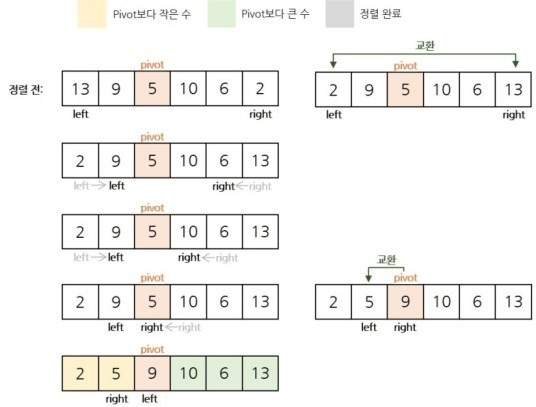 Pivot보다 작은 수 Pivot보다 큰 수 정렬 완료
교환
pivot pivot
정렬 전: 13 9 5 10 6 2 2 9 5 10 6 13
left right left right
2 9 5 10 6 13
left left right right
pivot
2 9 5 10 6 13
left left right right
pivot 교환
pivot
2 9 5 10 6 13 2 5 9 10 6 13
left right right left right
pivot
2 5 9 10 6 13
right left